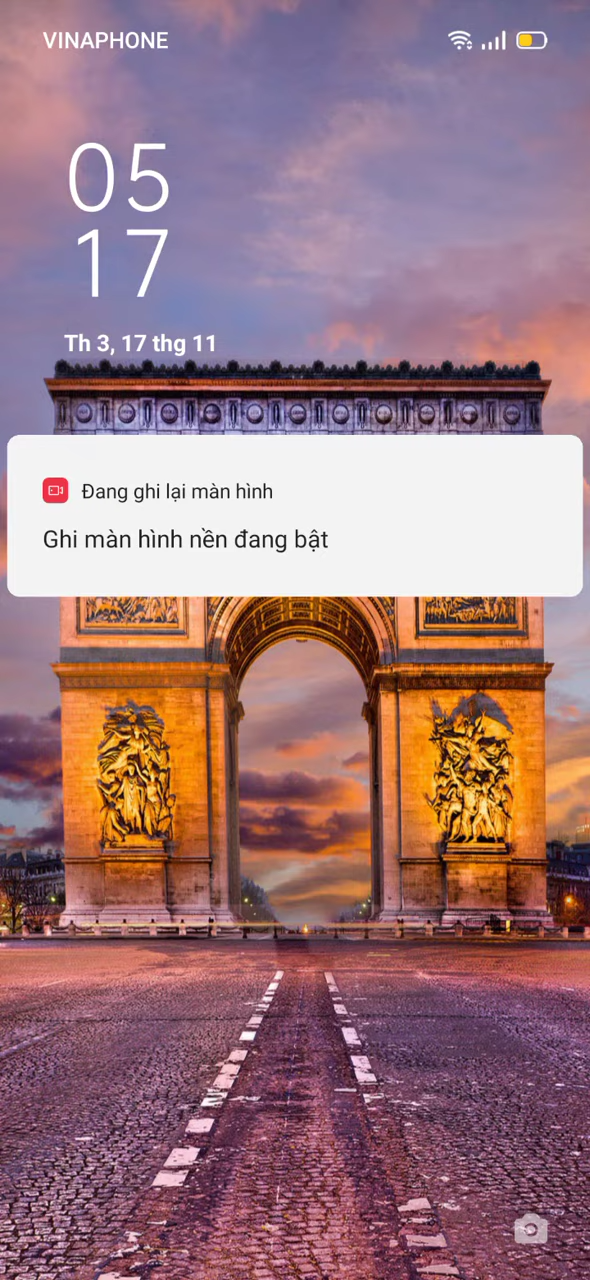 VINAPHONE
05
17
Th 3, 17 thg 11
Đang ghi lại màn hình
Ghi màn hình nền đang bật